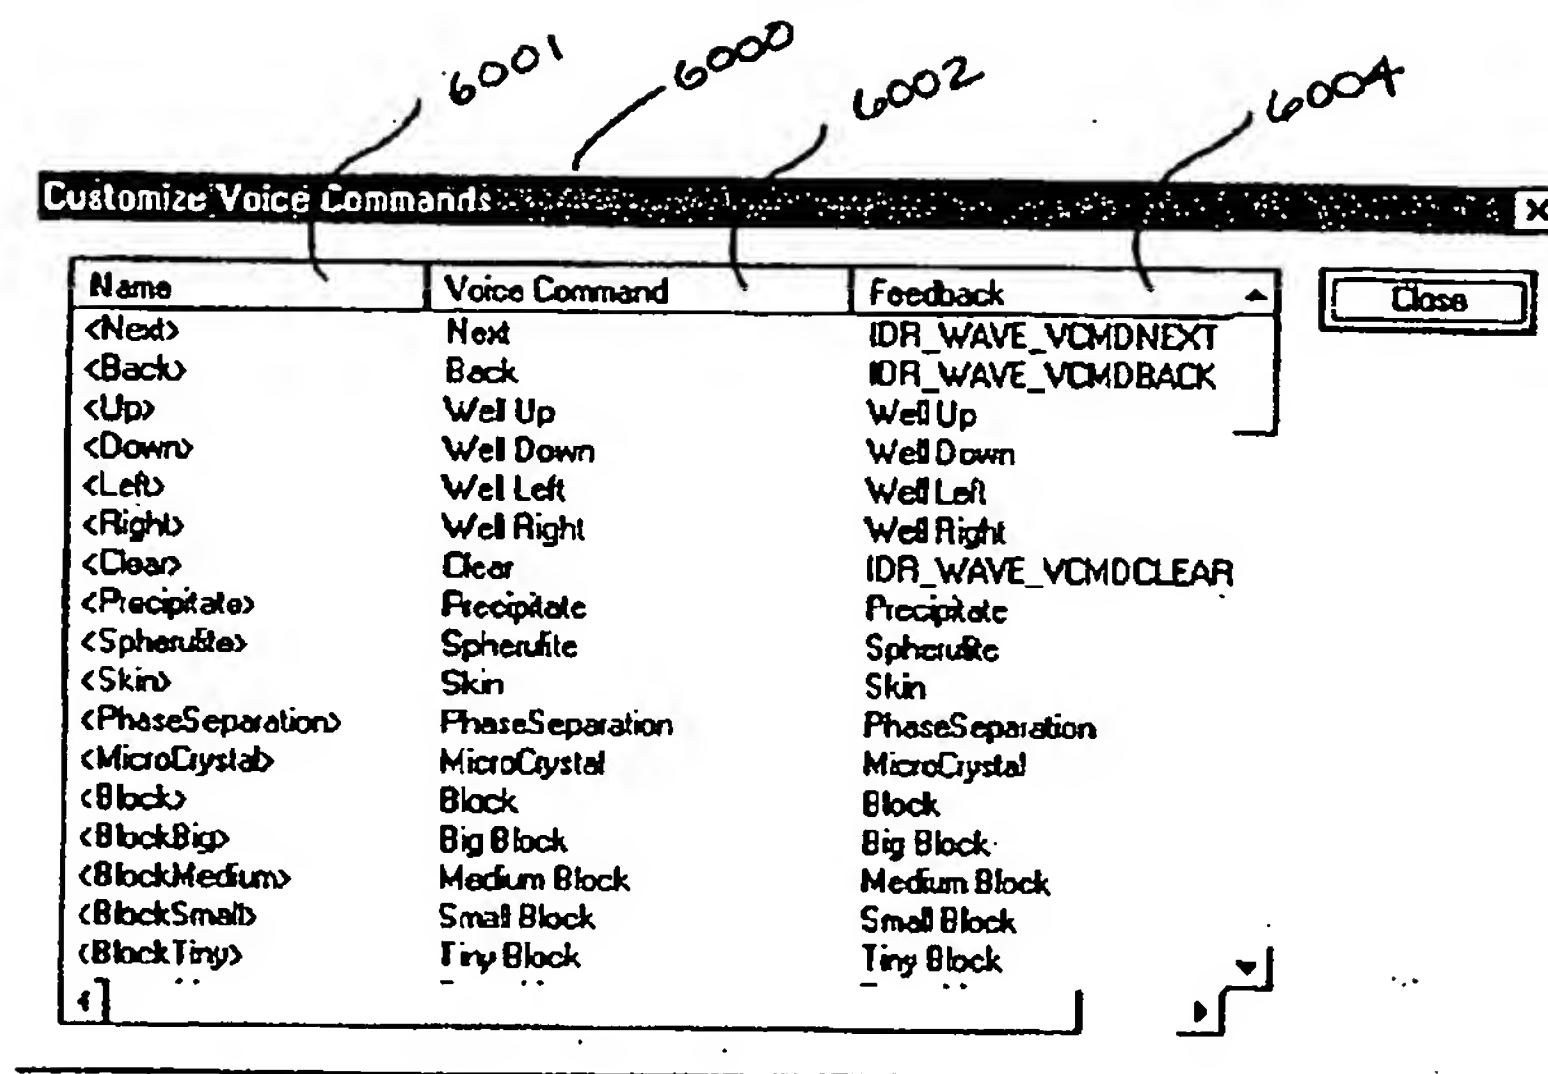 6001 6000 6002 6004
Customize Voice Commands
Name Voice Command Feedback Close
<Next> Next IDR_WAVE_VCMDNEXT
<Back> Back IDR_WAVE_VCMDBACK
<Up> Well Up Well Up
<Down> Well Down Well Down
<Left> Well Left Well Left
<Right> Well Right Well Right
<Clear> Clear IDR_WAVE_VCMDCLEAR
<Precipitate> Precipitate Precipitate
<Spherulite> Spherulite Spherulite
<Skin> Skin Skin
<PhaseSeparation> PhaseSeparation PhaseSeparation
<MicroCrystal> MicroCrystal MicroCrystal
<Block> Block Block
<BlockBig> Big Block Big Block
<BlockMedium> Medium Block Medium Block
<BlockSmall> Small Block Small Block
<BlockTiny> Tiny Block Tiny Block